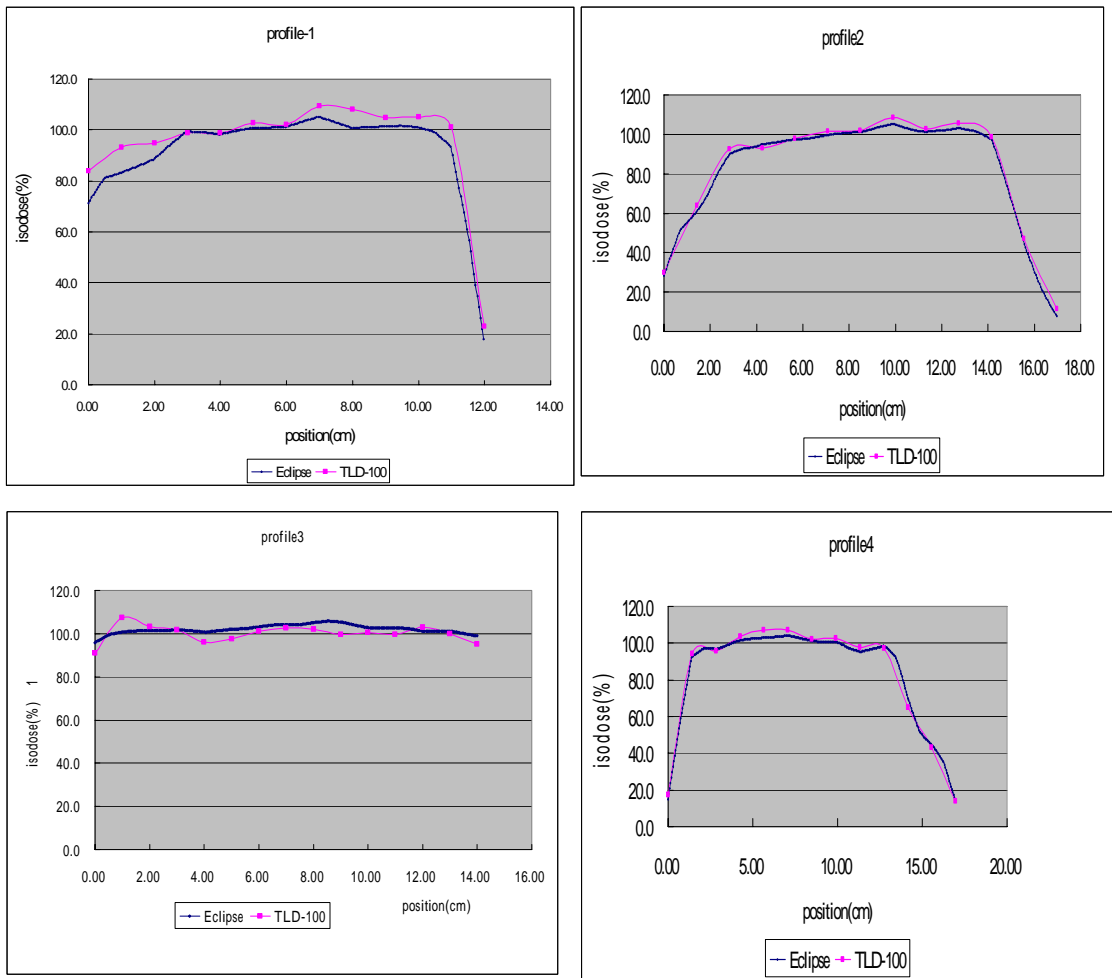 profile-1
isodose(%)
120.0
100.0
80.0
60.0
40.0
20.0
0.0
0.00 2.00 4.00 6.00 8.00 10.00 12.00 14.00
position(cm)
Eclipse TLD-100
profile2
isodose(%)
120.0
100.0
80.0
60.0
40.0
20.0
0.0
0.00 2.00 4.00 6.00 8.00 10.00 12.00 14.00 16.00 18.00
position(cm)
Eclipse TLD-100
profile3
isodose(%) 1
120.0
100.0
80.0
60.0
40.0
20.0
0.0
0.00 2.00 4.00 6.00 8.00 10.00 12.00 14.00 16.00
position(cm)
Eclipse TLD-100
profile4
isodose(%)
120.0
100.0
80.0
60.0
40.0
20.0
0.0
0.00 5.00 10.00 15.00 20.00
position(cm)
Eclipse TLD-100